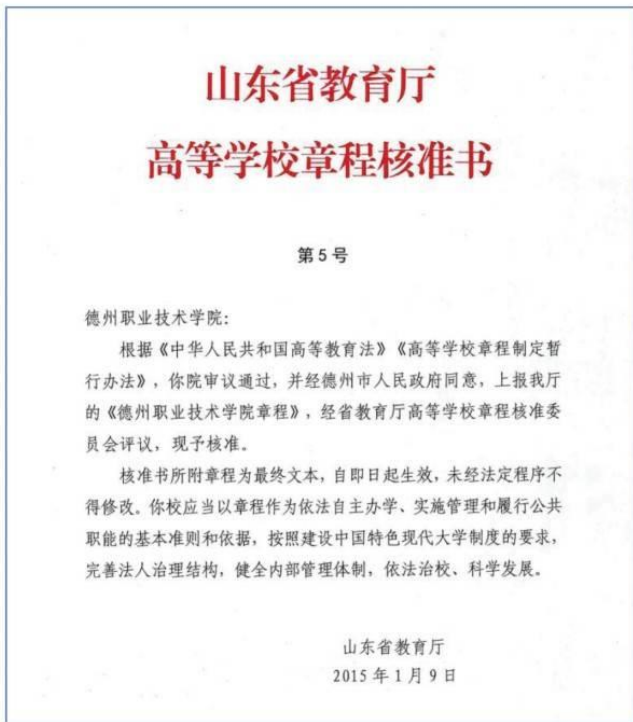 山东省教育厅
高等学校章程核准书
第5号
德州职业技术学院：
根据《中华人民共和国高等教育法》《高等学校章程制定暂
行办法》，你院审议通过，并经德州市人民政府同意，上报我厅
的《德州职业技术学院章程》，经省教育厅高等学校章程核准委
员会评议，现予核准。
核准书所附章程为最终文本，自即日起生效，未经法定程序不
得修改。你校应当以章程作为依法自主办学、实施管理和履行公共
职能的基本准则和依据，按照建设中国特色现代大学制度的要求，
完善法人治理结构，健全内部管理体制，依法治校、科学发展。
山东省教育厅
2015年1月9日